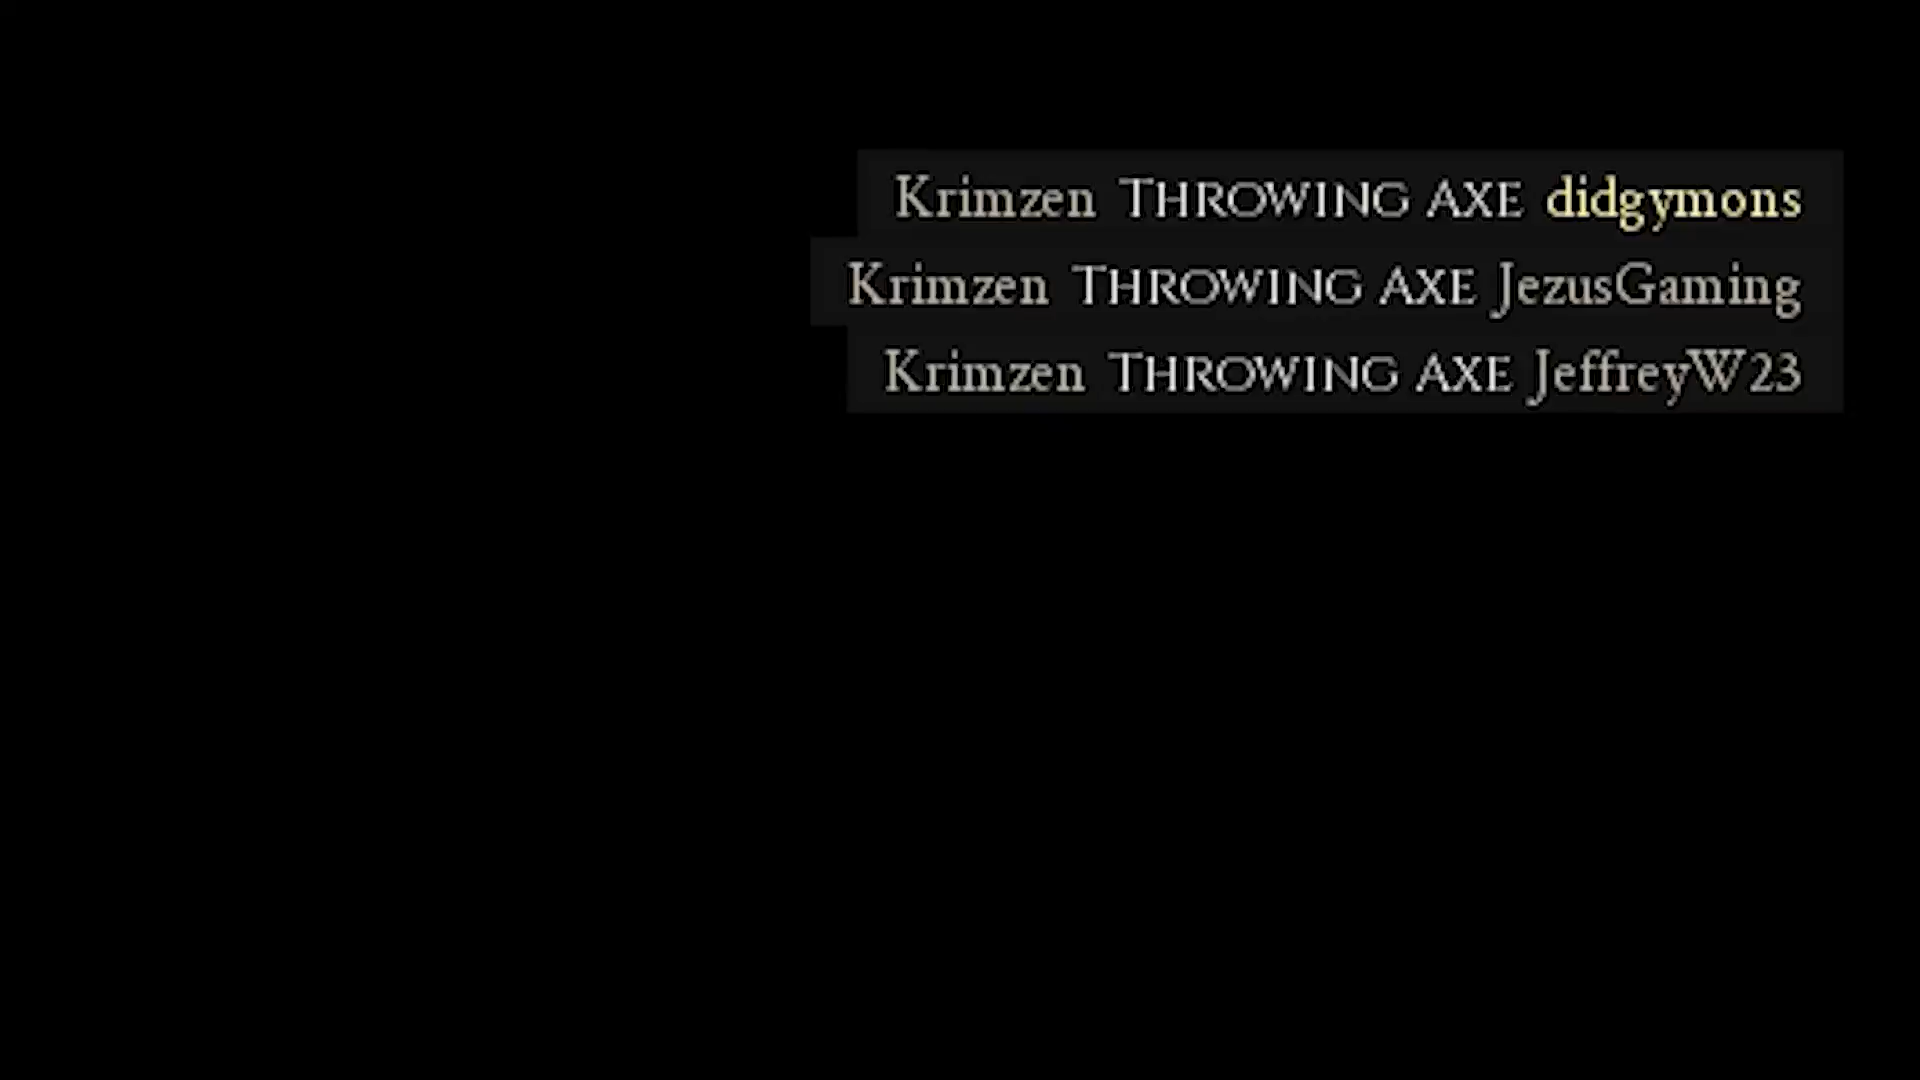 Krimzen THROWING AXE didgymons
Krimzen THROWING AXE JezusGaming
Krimzen THROWING AXE JeffreyW23